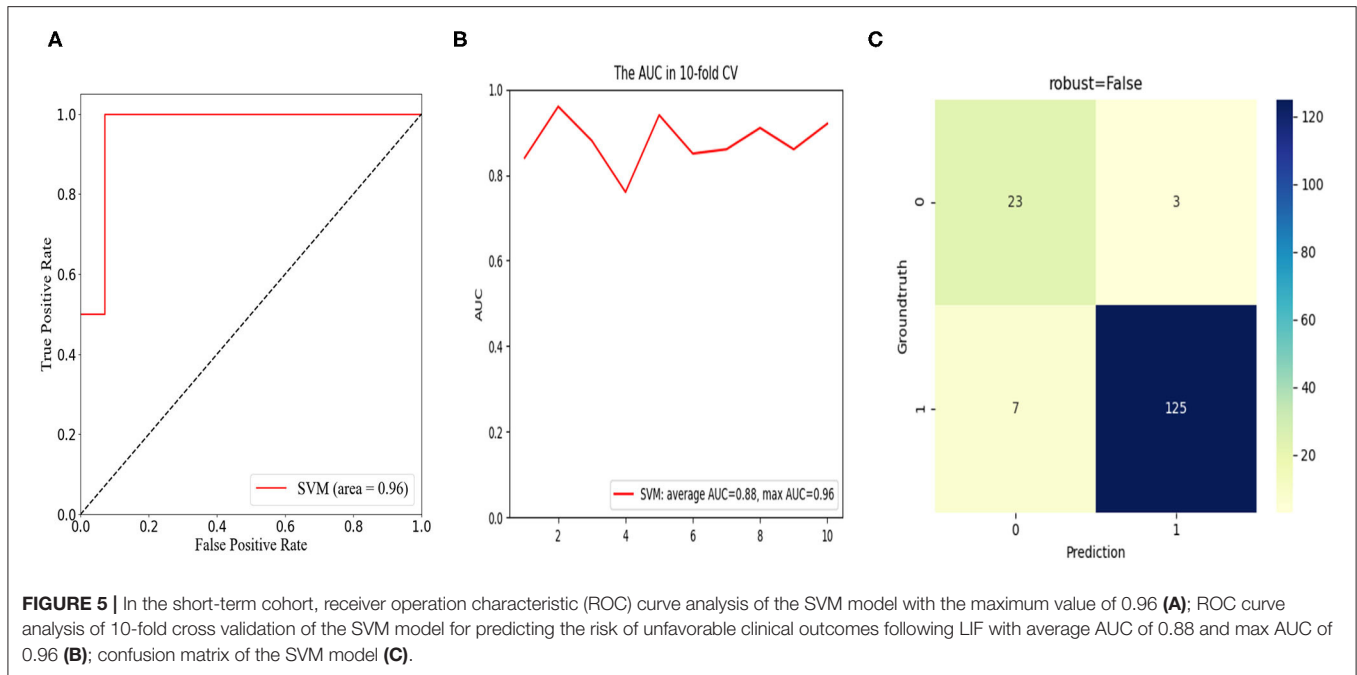 A
1.0
0.8
0.6
0.4
0.2
0.0
True Positive Rate
0.0 0.2 0.4 0.6 0.8 1.0
False Positive Rate
SVM (area = 0.96)
B
The AUC in 10-fold CV
1.0
0.8
0.6
0.4
0.2
0.0
AUC
2 4 6 8 10
SVM: average AUC=0.88, max AUC=0.96
C
robust=False
0
1
Groundtruth
23 3
7 125
0 1
Prediction
120
100
80
60
40
20
FIGURE 5 | In the short-term cohort, receiver operation characteristic (ROC) curve analysis of the SVM model with the maximum value of 0.96 (A); ROC curve
analysis of 10-fold cross validation of the SVM model for predicting the risk of unfavorable clinical outcomes following LIF with average AUC of 0.88 and max AUC of
0.96 (B); confusion matrix of the SVM model (C).